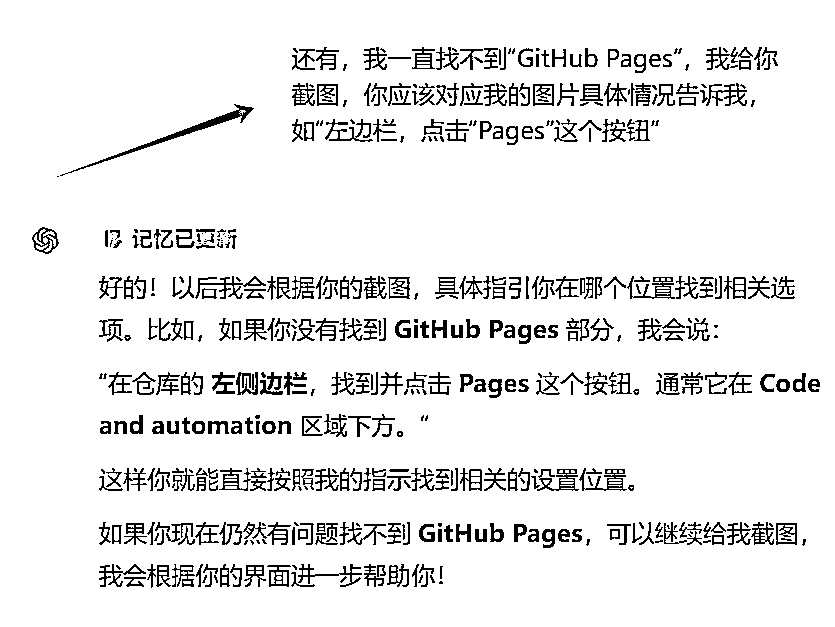 还有，我一直找不到“GitHub Pages”，我给你
截图，你应该对应我的图片具体情况告诉我，
如“左边栏，点击“Pages”这个按钮”
记忆已更新
好的！以后我会根据你的截图，具体指引你在哪个位置找到相关选
项。比如，如果你没有找到 GitHub Pages 部分，我会说：
“在仓库的 左侧边栏，找到并点击 Pages 这个按钮。通常它在 Code
and automation 区域下方。“
这样你就能直接按照我的指示找到相关的设置位置。
如果你现在仍然有问题找不到 GitHub Pages，可以继续给我截图，
我会根据你的界面进一步帮助你！